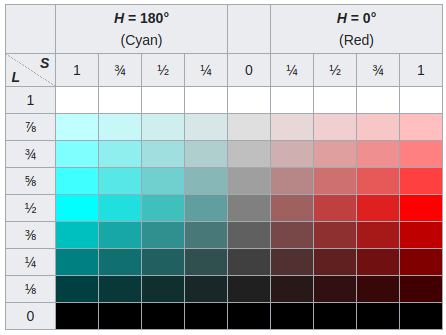 H = 180°
(Cyan)
H = 0°
(Red)
S
L
1 ¾ ½ ¼ 0 ¼ ½ ¾ 1
1
⅞
¾
⅝
½
⅜
¼
⅛
0